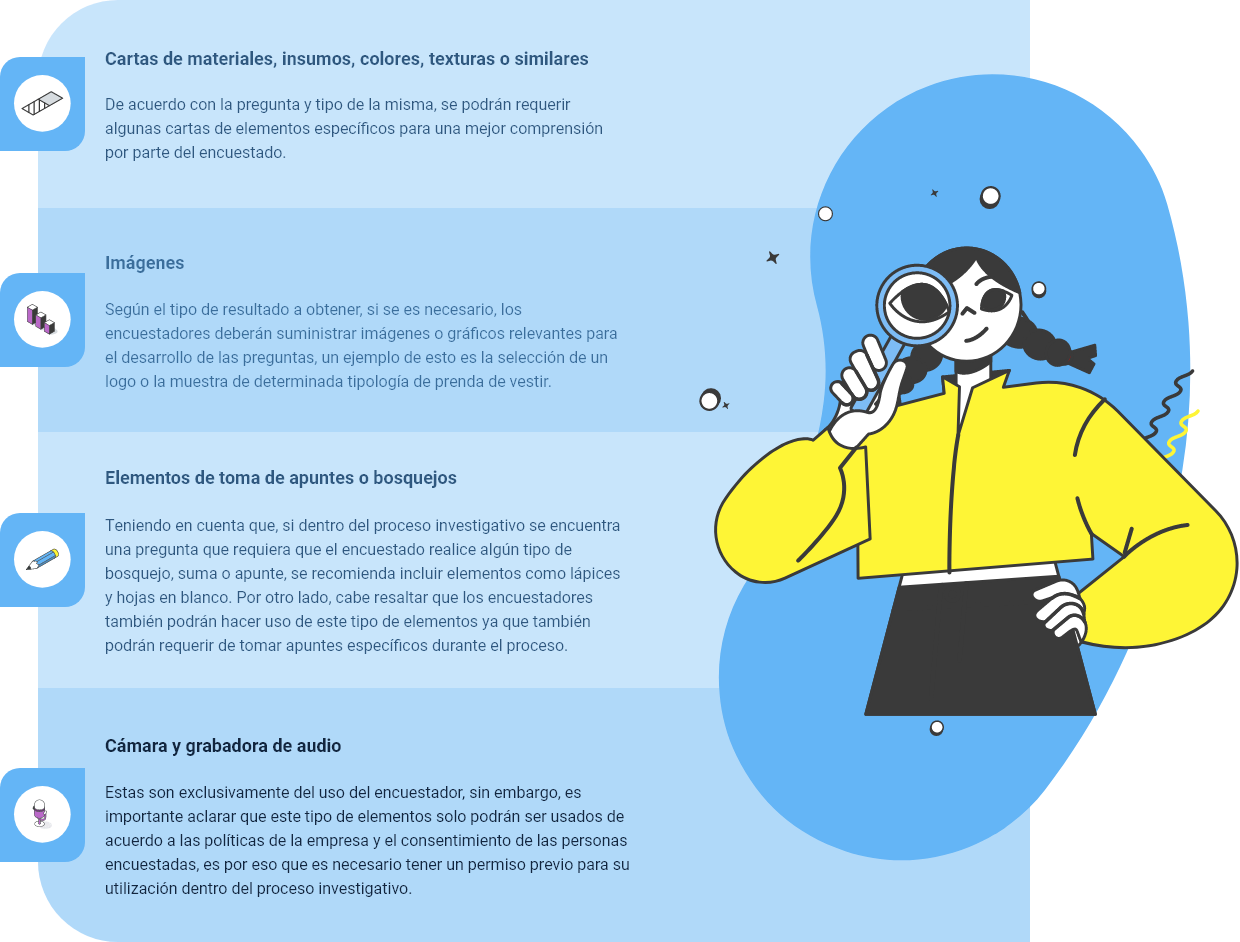 Cartas de materiales, insumos, colores, texturas o similares
De acuerdo con la pregunta y tipo de la misma, se podrán requerir
algunas cartas de elementos específicos para una mejor comprensión
por parte del encuestado.
Imágenes
Según el tipo de resultado a obtener, si se es necesario, los
encuestadores deberán suministrar imágenes o gráficos relevantes para
el desarrollo de las preguntas, un ejemplo de esto es la selección de un
logo o la muestra de determinada tipología de prenda de vestir.
Elementos de toma de apuntes o bosquejos
Teniendo en cuenta que, si dentro del proceso investigativo se encuentra
una pregunta que requiera que el encuestado realice algún tipo de
bosquejo, suma o apunte, se recomienda incluir elementos como lápices
y hojas en blanco. Por otro lado, cabe resaltar que los encuestadores
también podrán hacer uso de este tipo de elementos ya que también
podrán requerir de tomar apuntes específicos durante el proceso.
Cámara y grabadora de audio
Estas son exclusivamente del uso del encuestador, sin embargo, es
importante aclarar que este tipo de elementos solo podrán ser usados de
acuerdo a las políticas de la empresa y el consentimiento de las personas
encuestadas, es por eso que es necesario tener un permiso previo para su
utilización dentro del proceso investigativo.